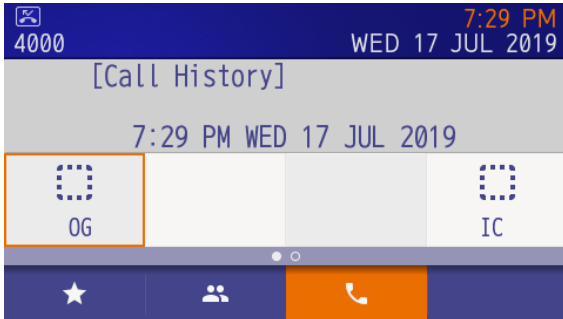 7:29 PM
4000 WED 17 JUL 2019
[Call History]
7:29 PM WED 17 JUL 2019
OG IC